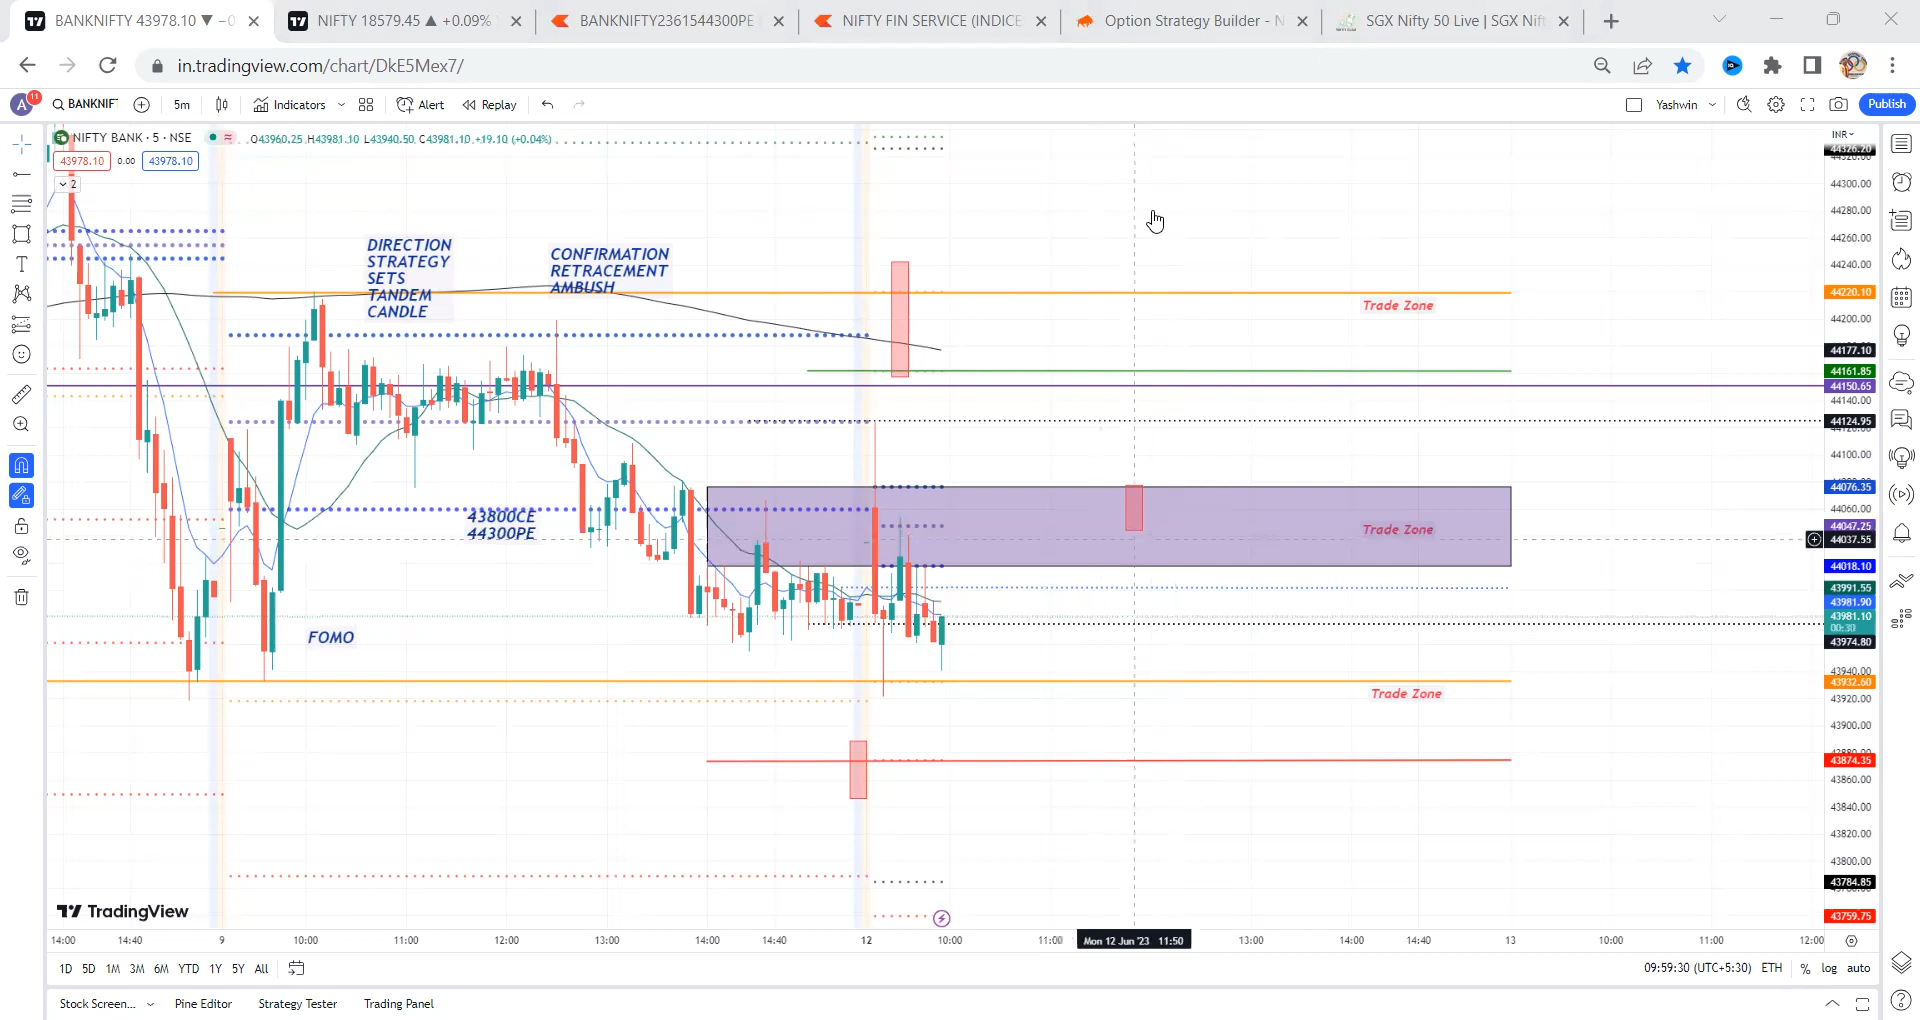 BANKNIFTY 43978.10 ▼ −0
NIFTY 18579.45 ▲ +0.09%
BANKNIFTY2361544300PE
NIFTY FIN SERVICE (INDICE
Option Strategy Builder - N
SGX Nifty 50 Live | SGX Nift
in.tradingview.com/chart/DkE5Mex7/
A 11 BANKNIFT 5m Indicators Alert Replay Yashwin Publish
NIFTY BANK · 5 · NSE O43960.25 H43981.10 L43940.50 C43981.10 +19.10 (+0.04%)
43978.10 0.00 43978.10
2
INR
44326.20
44300.00
44280.00
44260.00
44240.00
44220.10
44200.00
44177.10
44161.85
44150.65
44140.00
44124.95
44100.00
44076.35
44060.00
44047.25
44037.55
44018.10
43991.55
43981.90
43981.10
00:30
43974.80
43940.00
43932.60
43920.00
43900.00
43874.35
43860.00
43840.00
43820.00
43800.00
43784.85
43759.75
DIRECTION
STRATEGY
SETS
TANDEM
CANDLE
CONFIRMATION
RETRACEMENT
AMBUSH
Trade Zone
43800CE
44300PE
Trade Zone
FOMO
Trade Zone
TradingView
14:00 14:40 9 10:00 11:00 12:00 13:00 14:00 14:40 12 10:00 11:00 Mon 12 Jun '23 11:50 13:00 14:00 14:40 13 10:00 11:00 12:00
1D 5D 1M 3M 6M YTD 1Y 5Y All 09:59:30 (UTC+5:30) ETH % log auto
Stock Screen... Pine Editor Strategy Tester Trading Panel